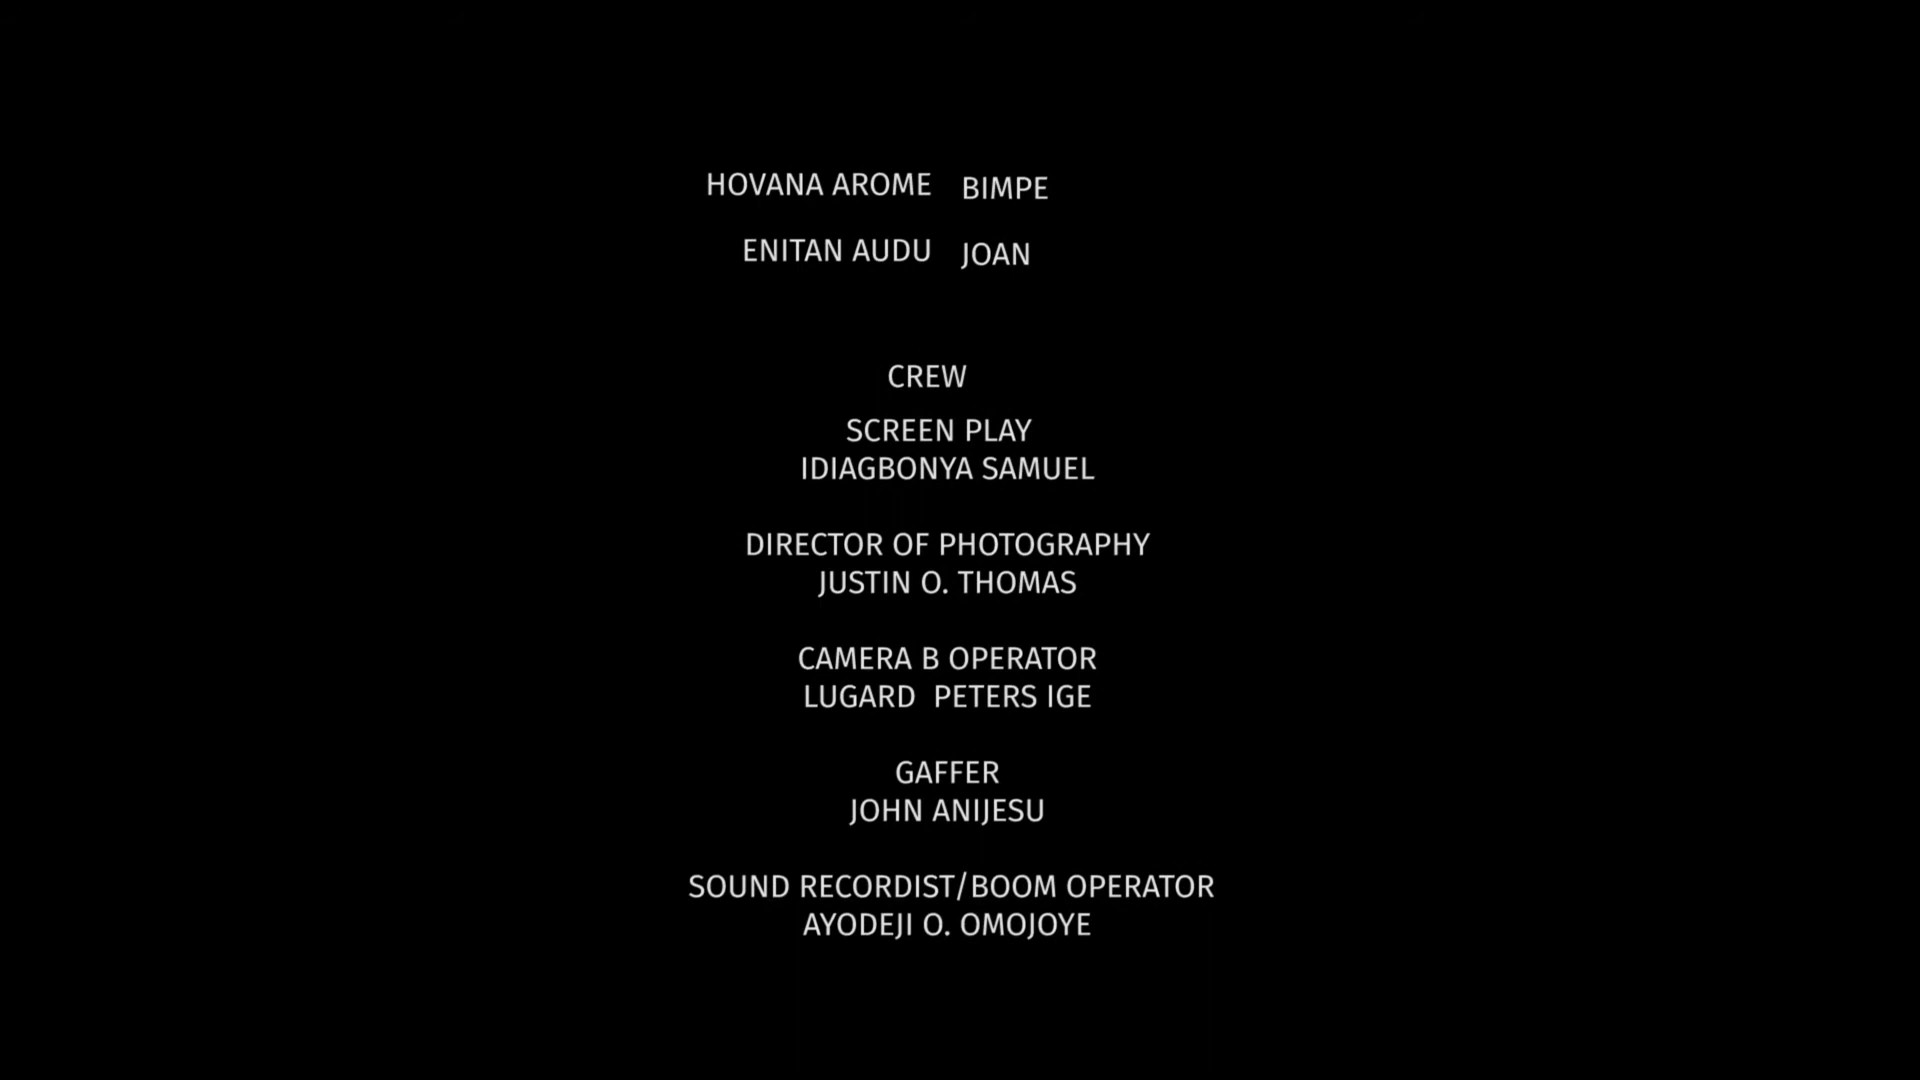 HOVANA AROME BIMPE
ENITAN AUDU JOAN
CREW
SCREEN PLAY
IDIAGBONYA SAMUEL
DIRECTOR OF PHOTOGRAPHY
JUSTIN O. THOMAS
CAMERA B OPERATOR
LUGARD  PETERS IGE
GAFFER
JOHN ANIJESU
SOUND RECORDIST/BOOM OPERATOR
AYODEJI O. OMOJOYE